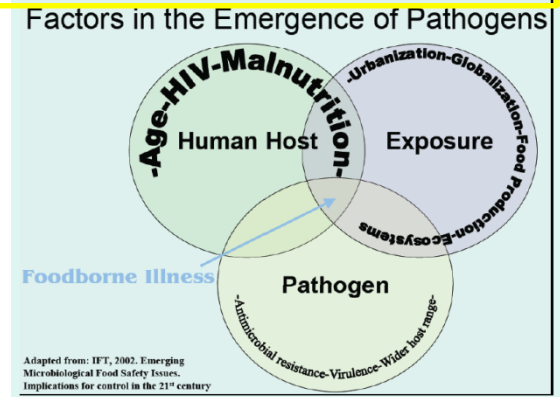 Factors in the Emergence of Pathogens
-Age-HIV-Malnutrition-
-Urbanization-Globalization-Food Production-Ecosystems
Human Host
Exposure
Foodborne Illness
Pathogen
-Antimicrobial resistance-Virulence-Wider host range-
Adapted from: IFT, 2002. Emerging
Microbiological Food Safety Issues.
Implications for control in the 21st century